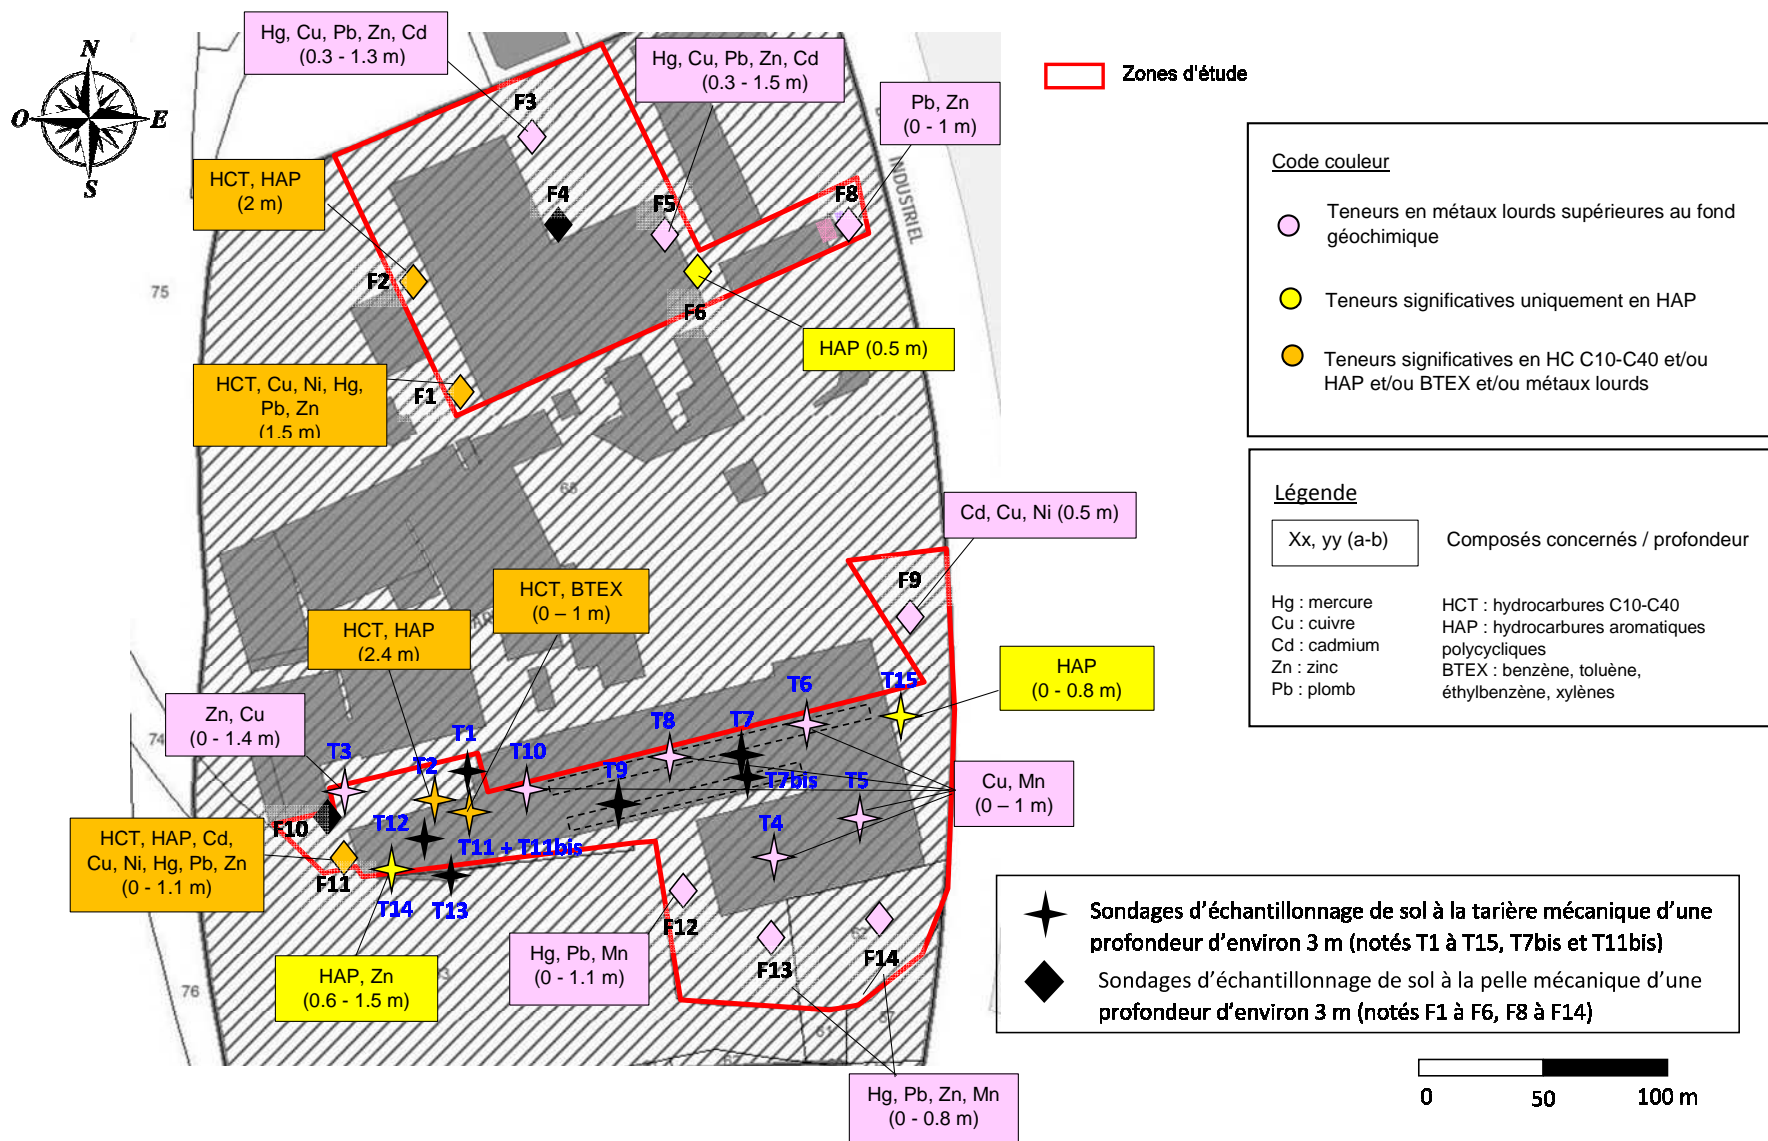 N
O
E
S
Hg, Cu, Pb, Zn, Cd
(0.3 - 1.3 m)
Hg, Cu, Pb, Zn, Cd
(0.3 - 1.5 m)
Pb, Zn
(0 - 1 m)
Zones d'étude
F3
INDUSTRIEL
HCT, HAP
(2 m)
F4
F5
F8
F2
75
F6
HAP (0.5 m)
HCT, Cu, Ni, Hg,
Pb, Zn
(1.5 m)
F1
Code couleur
Teneurs en métaux lourds supérieures au fond
géochimique
Teneurs significatives uniquement en HAP
Teneurs significatives en HC C10-C40 et/ou
HAP et/ou BTEX et/ou métaux lourds
Légende
Xx, yy (a-b)
Composés concernés / profondeur
Hg : mercure
Cu : cuivre
Cd : cadmium
Zn : zinc
Pb : plomb
HCT : hydrocarbures C10-C40
HAP : hydrocarbures aromatiques
polycycliques
BTEX : benzène, toluène,
éthylbenzène, xylènes
68
Cd, Cu, Ni (0.5 m)
F9
HCT, BTEX
(0 – 1 m)
HCT, HAP
(2.4 m)
HAP
(0 - 0.8 m)
Zn, Cu
(0 - 1.4 m)
74
T3
T2
T1
T10
T8
T7
T6
T15
T9
T7bis
T5
T4
Cu, Mn
(0 – 1 m)
F10
T12
T11 + T11bis
HCT, HAP, Cd,
Cu, Ni, Hg, Pb, Zn
(0 - 1.1 m)
F11
T14
T13
F12
F13
F14
62
Hg, Pb, Mn
(0 - 1.1 m)
HAP, Zn
(0.6 - 1.5 m)
76
61
57
62
Hg, Pb, Zn, Mn
(0 - 0.8 m)
Sondages d'échantillonnage de sol à la tarière mécanique d'une
profondeur d'environ 3 m (notés T1 à T15, T7bis et T11bis)
Sondages d'échantillonnage de sol à la pelle mécanique d'une
profondeur d'environ 3 m (notés F1 à F6, F8 à F14)
0
50
100 m